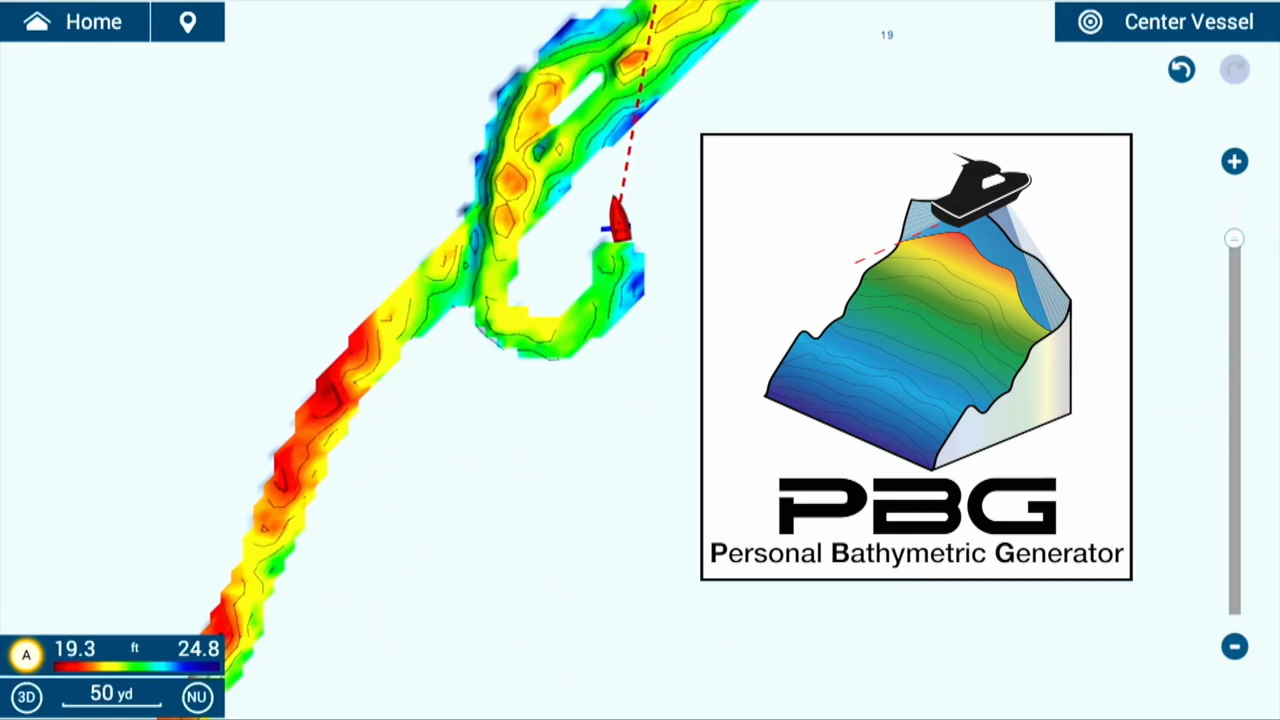 Home
Center Vessel
19
PBG
Personal Bathymetric Generator
A
19.3 ft 24.8
3D
50 yd
NU